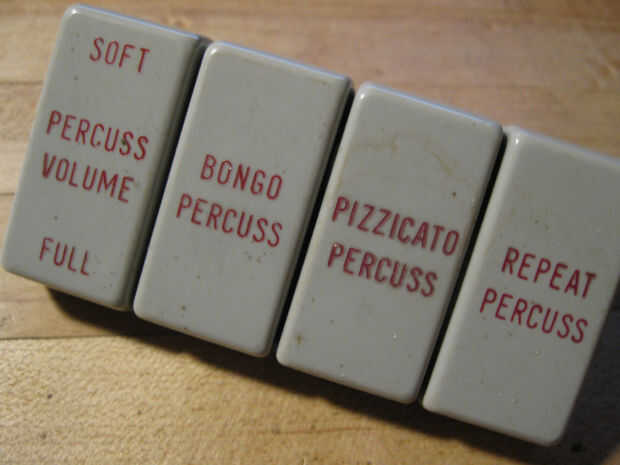 SOFT
PERCUSS
VOLUME
FULL
BONGO
PERCUSS
PIZZICATO
PERCUSS
REPEAT
PERCUSS